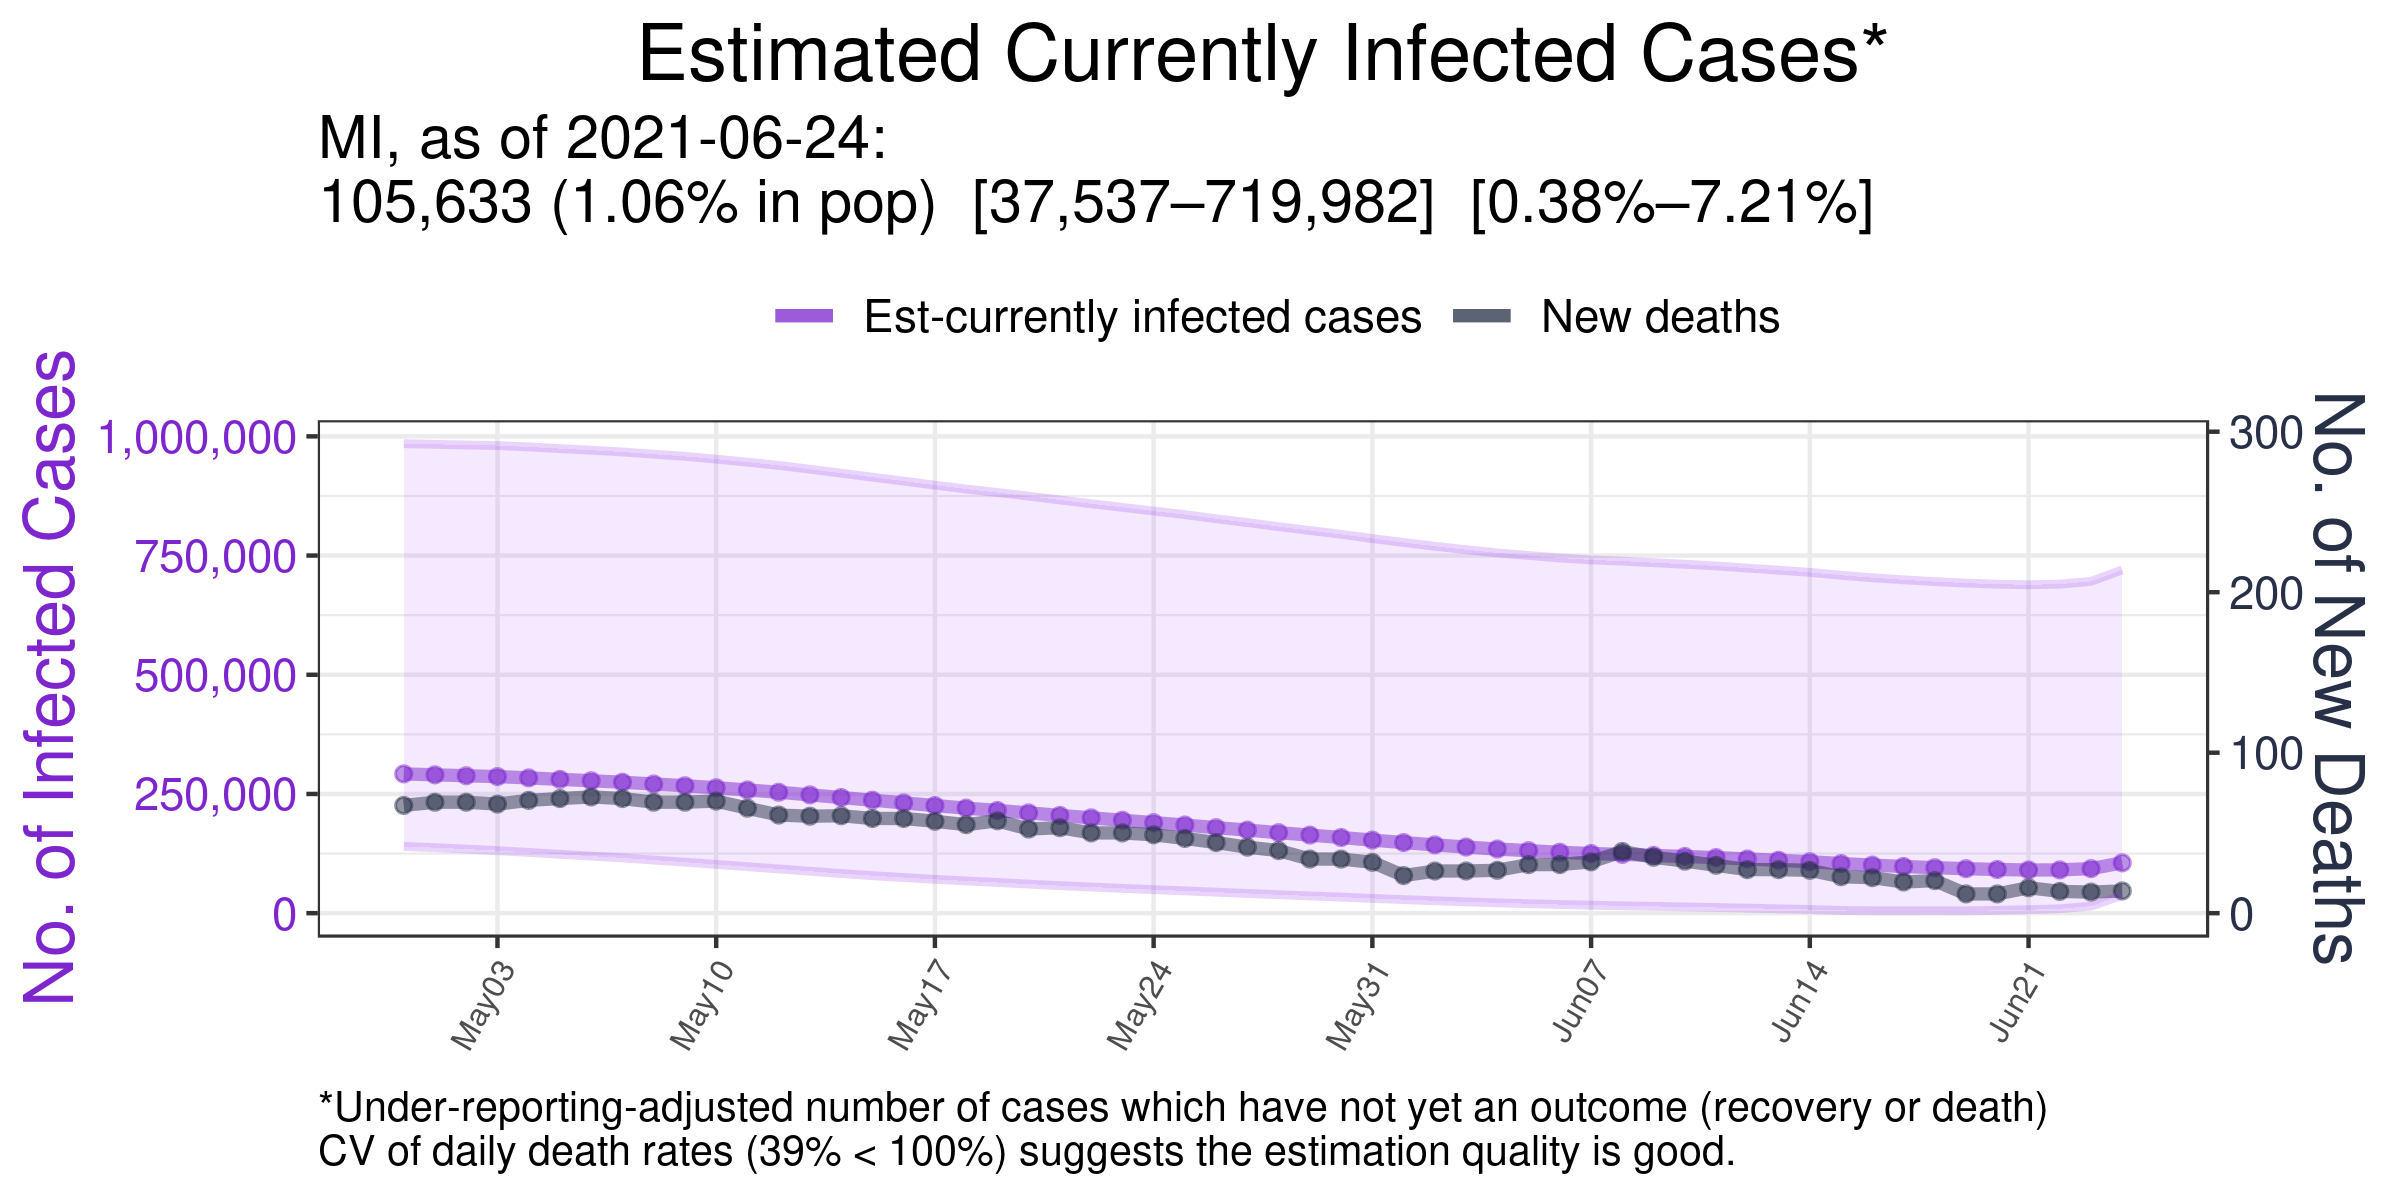 Estimated Currently Infected Cases*
MI, as of 2021-06-24:
105,633 (1.06% in pop)  [37,537–719,982]  [0.38%–7.21%]
Est-currently infected cases
New deaths
No. of Infected Cases
1,000,000
750,000
500,000
250,000
0
300
200
100
0
No. of New Deaths
May03
May10
May17
May24
May31
Jun07
Jun14
Jun21
*Under-reporting-adjusted number of cases which have not yet an outcome (recovery or death)
CV of daily death rates (39% < 100%) suggests the estimation quality is good.